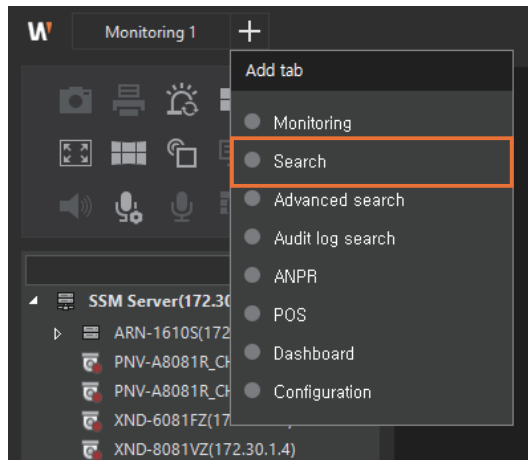 W
Monitoring 1
Add tab
Monitoring
Search
Advanced search
Audit log search
ANPR
POS
Dashboard
Configuration
SSM Server(172.30
ARN-1610S(172
PNV-A8081R_CH
PNV-A8081R_CH
XND-6081FZ(17
XND-8081VZ(172.30.1.4)